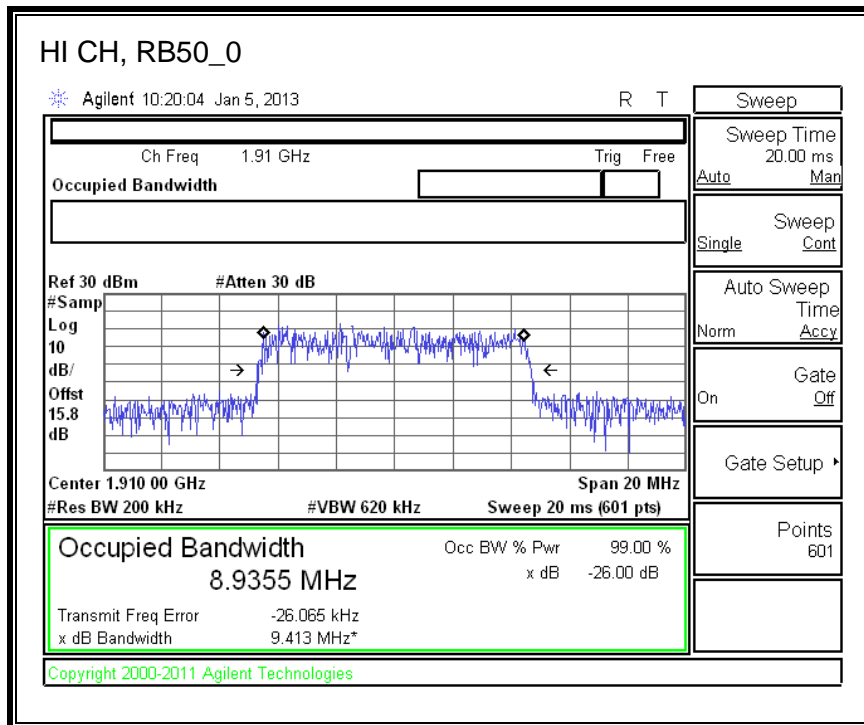 HI CH, RB50_0
Agilent 10:20:04 Jan 5, 2013 R T
Ch Freq 1.91 GHz Trig Free
Occupied Bandwidth
Ref 30 dBm #Atten 30 dB
#Samp
Log
10
dB/
Offst
15.8
dB
Center 1.910 00 GHz Span 20 MHz
#Res BW 200 kHz #VBW 620 kHz Sweep 20 ms (601 pts)
Occupied Bandwidth Occ BW % Pwr 99.00 %
8.9355 MHz x dB -26.00 dB
Transmit Freq Error -26.065 kHz
x dB Bandwidth 9.413 MHz*
Copyright 2000-2011 Agilent Technologies
Sweep
Sweep Time
20.00 ms
Auto Man
Sweep
Single Cont
Auto Sweep
Time
Norm Accy
Gate
On Off
Gate Setup
Points
601